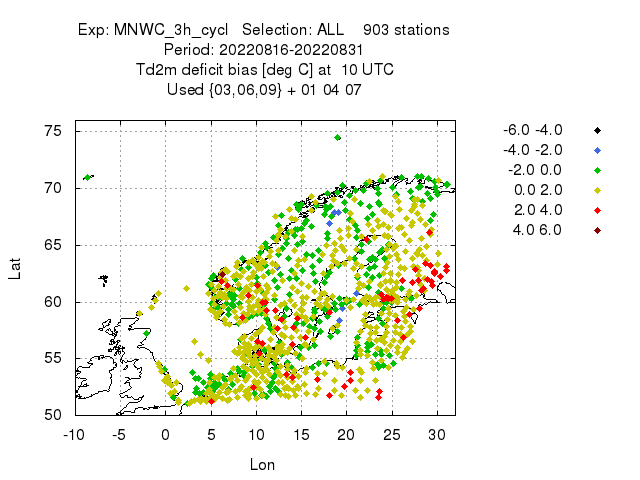 Exp: MNWC_3h_cycl   Selection: ALL    903 stations
Period: 20220816-20220831
Td2m deficit bias [deg C] at  10 UTC
Used {03,06,09} + 01 04 07
-6.0 -4.0
-4.0 -2.0
-2.0 0.0
0.0 2.0
2.0 4.0
4.0 6.0
75
70
65
60
55
50
Lat
-10 -5 0 5 10 15 20 25 30
Lon